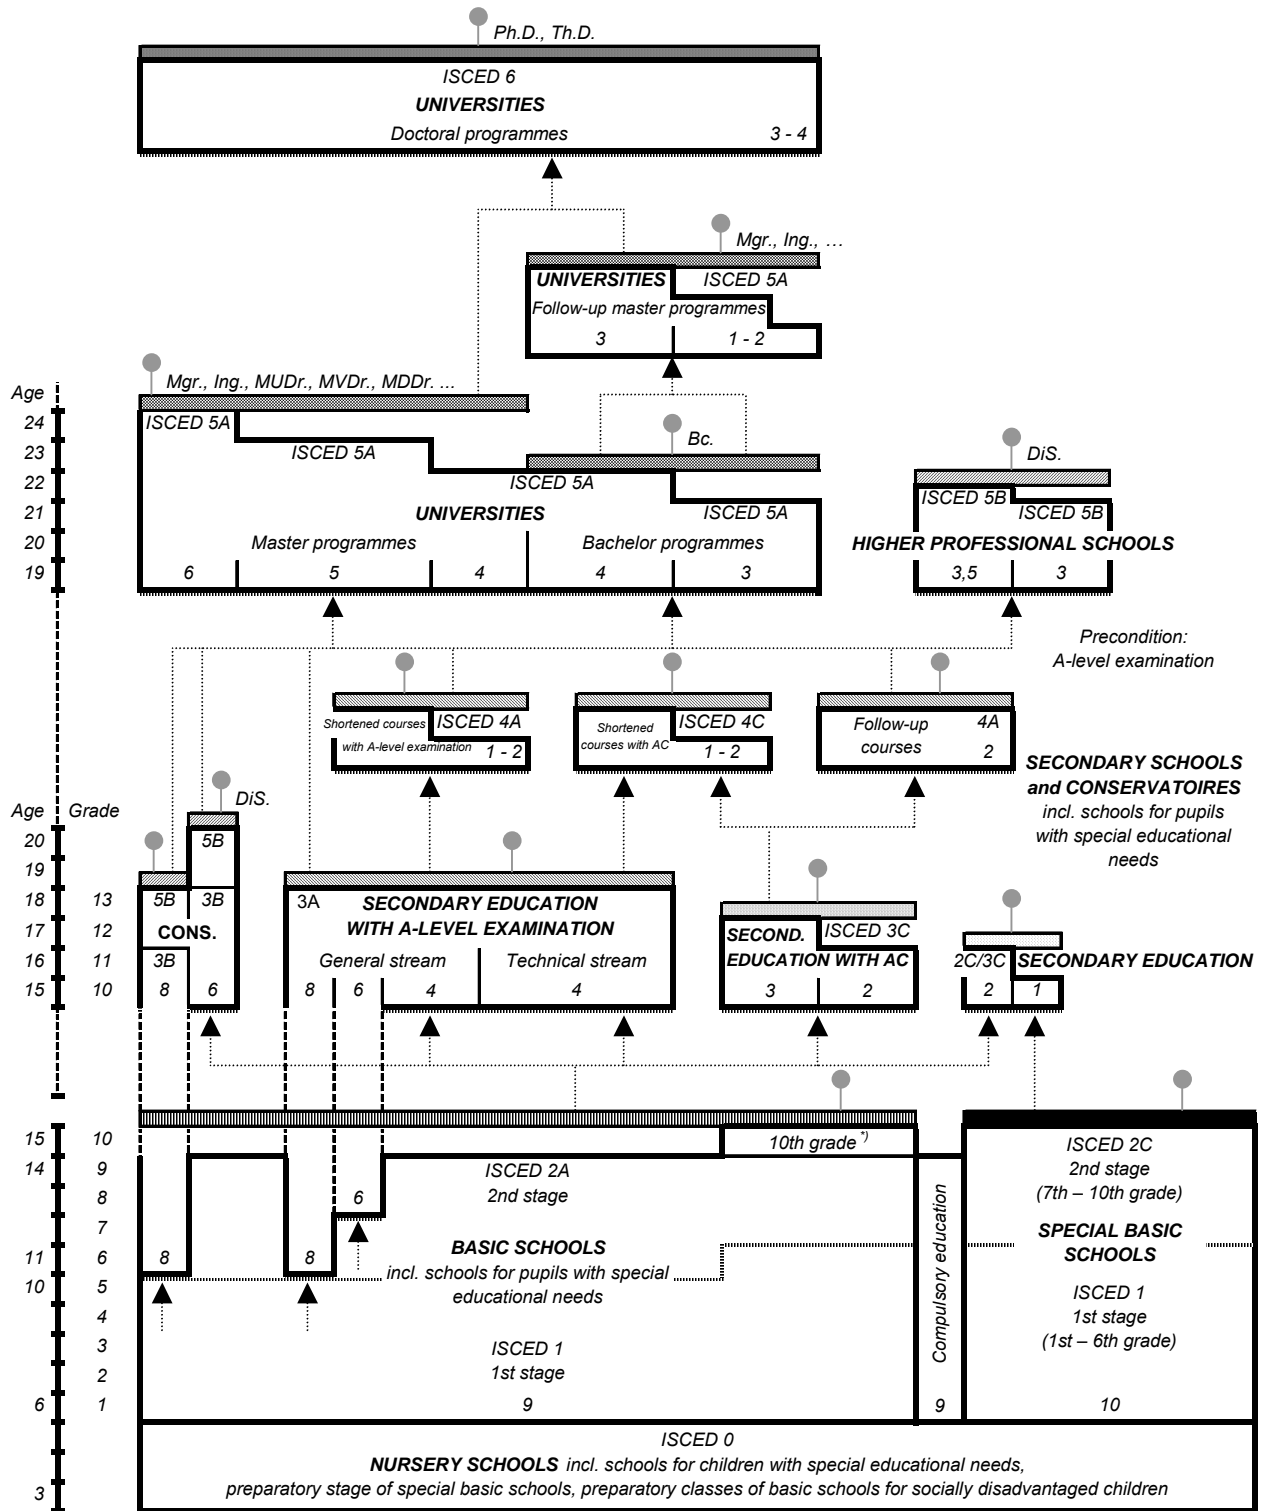 Ph.D., Th.D.
ISCED 6
UNIVERSITIES
Doctoral programmes 3 - 4
Mgr., Ing., …
UNIVERSITIES ISCED 5A
Follow-up master programmes
3 1 - 2
Mgr., Ing., MUDr., MVDr., MDDr. ...
Age
24 ISCED 5A
23 ISCED 5A Bc. DiS.
22 ISCED 5A ISCED 5B
21 UNIVERSITIES ISCED 5A ISCED 5B
20 Master programmes Bachelor programmes HIGHER PROFESSIONAL SCHOOLS
19 6 5 4 4 3 3,5 3
Precondition:
A-level examination
Shortened courses ISCED 4A
with A-level examination 1 - 2
Shortened ISCED 4C
courses with AC 1 - 2
Follow-up 4A
courses 2
SECONDARY SCHOOLS
and CONSERVATOIRES
incl. schools for pupils
with special educational
needs
DiS.
Age Grade
20 5B
19
18 13 5B 3B 3A SECONDARY EDUCATION
17 12 CONS. WITH A-LEVEL EXAMINATION SECOND. ISCED 3C
16 11 3B General stream Technical stream EDUCATION WITH AC 2C/3C SECONDARY EDUCATION
15 10 8 6 8 6 4 4 3 2 2 1
15 10 10th grade *) ISCED 2C
14 9 ISCED 2A 2nd stage
8 6 2nd stage (7th – 10th grade)
7 SPECIAL BASIC
11 6 8 8 BASIC SCHOOLS SCHOOLS
10 5 incl. schools for pupils with special
educational needs ISCED 1
4 1st stage
3 ISCED 1 (1st – 6th grade)
2 1st stage
Compulsory education
6 1 9 9 10
ISCED 0
NURSERY SCHOOLS incl. schools for children with special educational needs,
3 preparatory stage of special basic schools, preparatory classes of basic schools for socially disadvantaged children